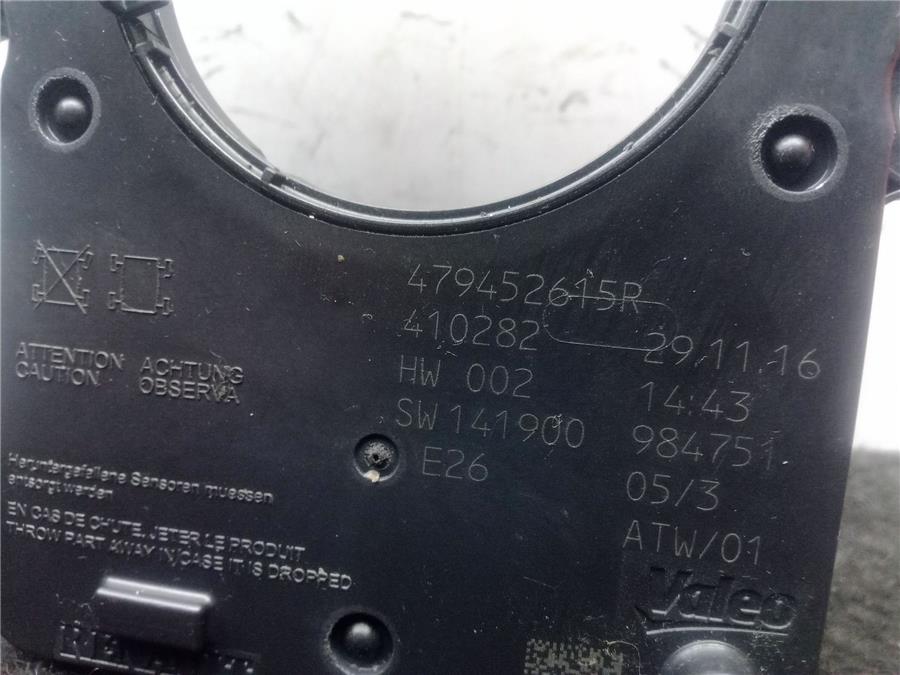 479452615R
410282
29.11.16
HW 002
14:43
SW 141900
984751
E26
05/3
ATW/01
Valeo
ATTENTION ACHTUNG
CAUTION OBSERVA
Heruntergefallene Sensoren muessen
entsorgt werden
EN CAS DE CHUTE, JETER LE PRODUIT
THROW PART AWAY IN CASE IT IS DROPPED